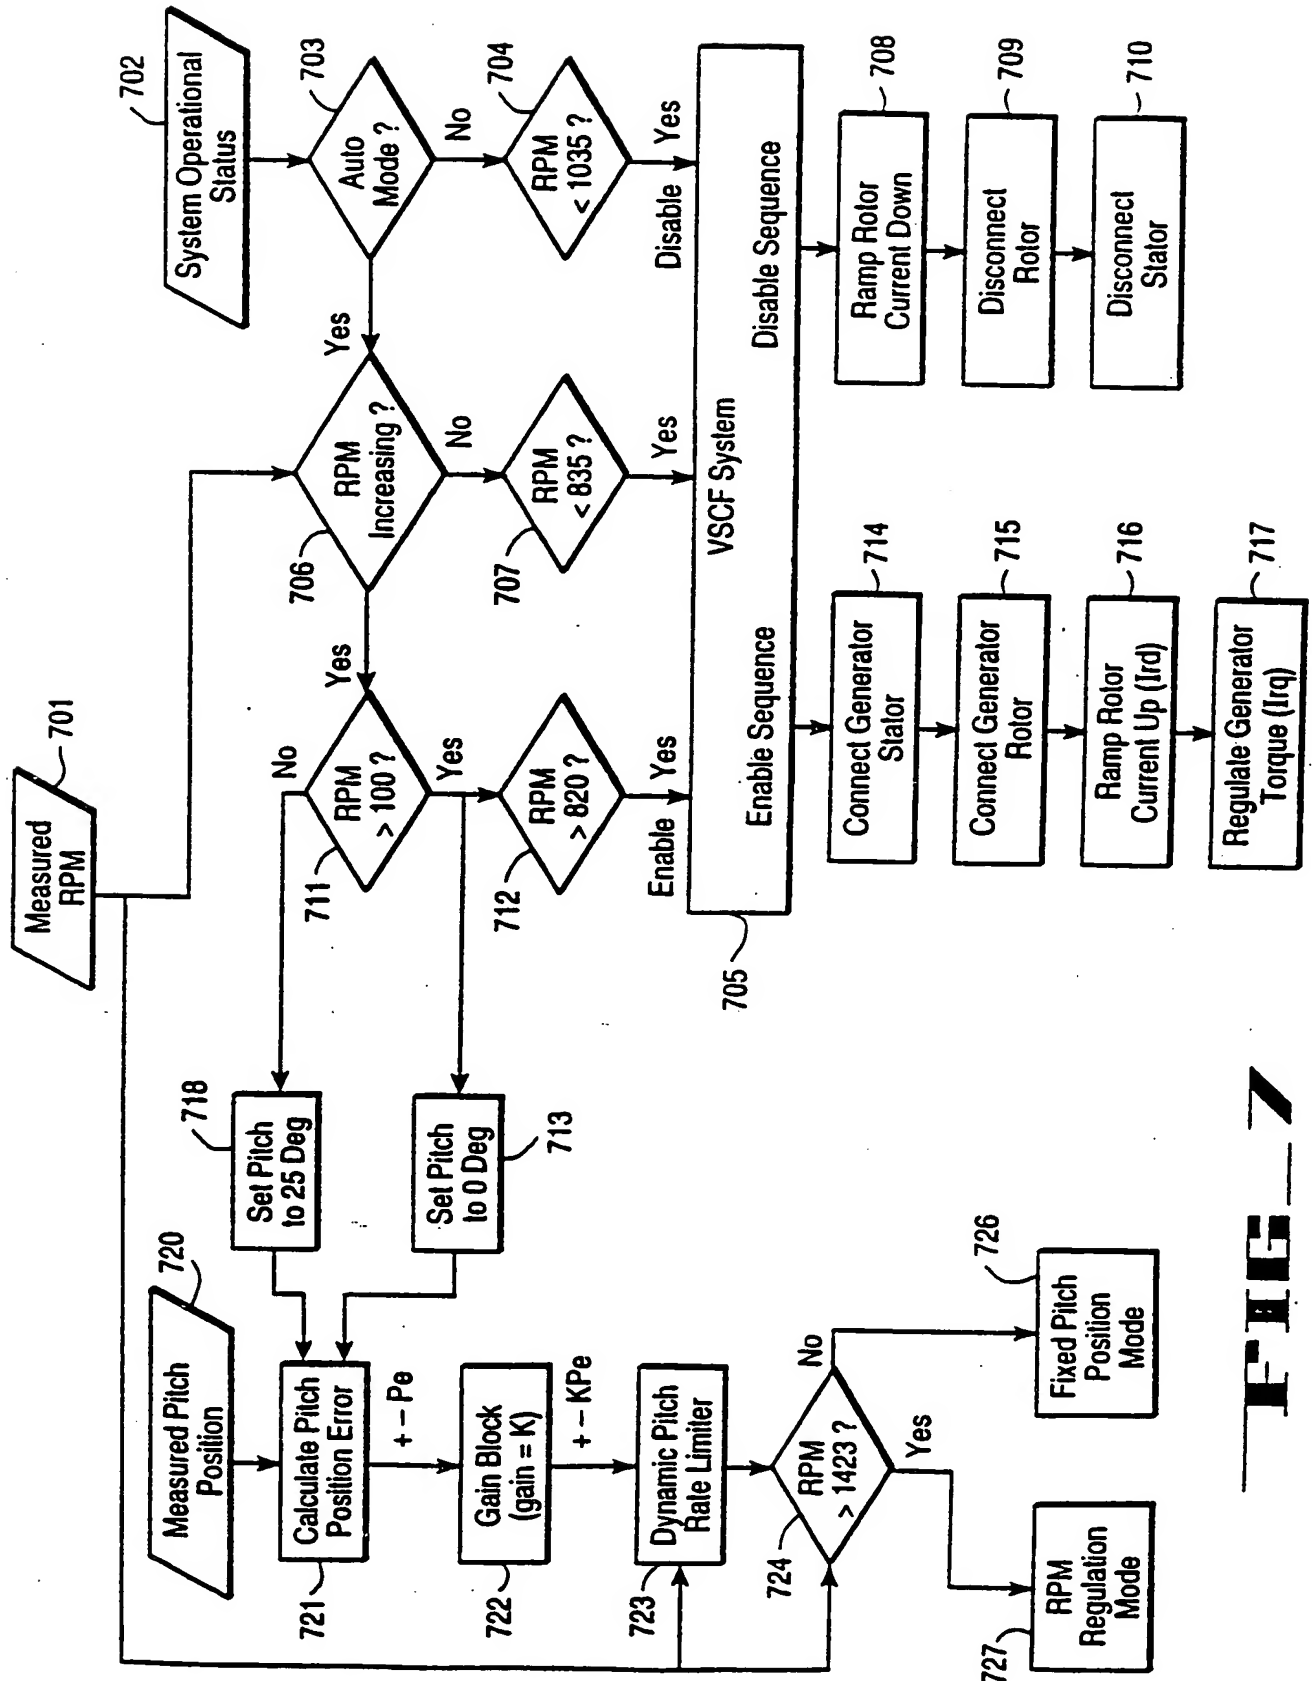 701
Measured
RPM
702
System Operational
Status
720
Measured Pitch
Position
718
Set Pitch
to 25 Deg
No
RPM
> 100 ?
711
Yes
Yes
RPM
Increasing ?
706
No
Yes
Auto
Mode ?
703
No
Calculate Pitch
Position Error
721
+ – Pe
Set Pitch
to 0 Deg
713
RPM
> 820 ?
712
Enable
Yes
RPM
< 835 ?
707
Yes
RPM
< 1035 ?
704
Disable
Yes
Gain Block
(gain = K)
722
+ – KPe
705
VSCF System
Enable Sequence
Disable Sequence
Dynamic Pitch
Rate Limiter
723
RPM
> 1423 ?
724
No
Yes
Connect Generator
Stator
714
Ramp Rotor
Current Down
708
Connect Generator
Rotor
715
Disconnect
Rotor
709
Ramp Rotor
Current Up (Ird)
716
Disconnect
Stator
710
Regulate Generator
Torque (Irq)
717
727
RPM
Regulation
Mode
726
Fixed Pitch
Position
Mode
FIG_7